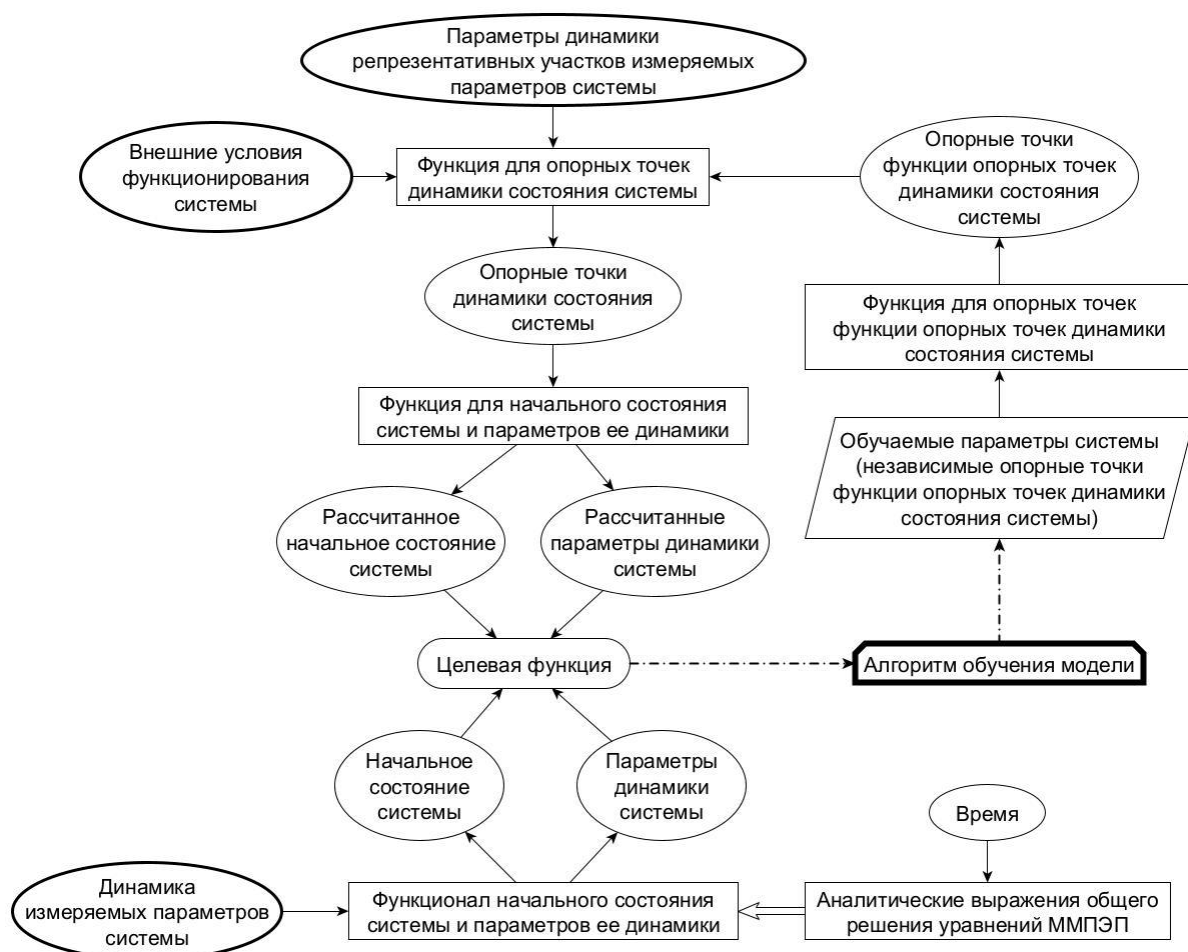 Параметры динамики
репрезентативных участков измеряемых
параметров системы
Внешние условия
функционирования
системы
Функция для опорных точек
динамики состояния системы
Опорные точки
функции опорных точек
динамики состояния
системы
Опорные точки
динамики состояния
системы
Функция для опорных точек
функции опорных точек динамики
состояния системы
Функция для начального состояния
системы и параметров ее динамики
Обучаемые параметры системы
(независимые опорные точки
функции опорных точек динамики
состояния системы)
Рассчитанное
начальное состояние
системы
Рассчитанные
параметры динамики
системы
Целевая функция
Алгоритм обучения модели
Начальное
состояние
системы
Параметры
динамики
системы
Время
Динамика
измеряемых параметров
системы
Функционал начального состояния
системы и параметров ее динамики
Аналитические выражения общего
решения уравнений ММПЭП